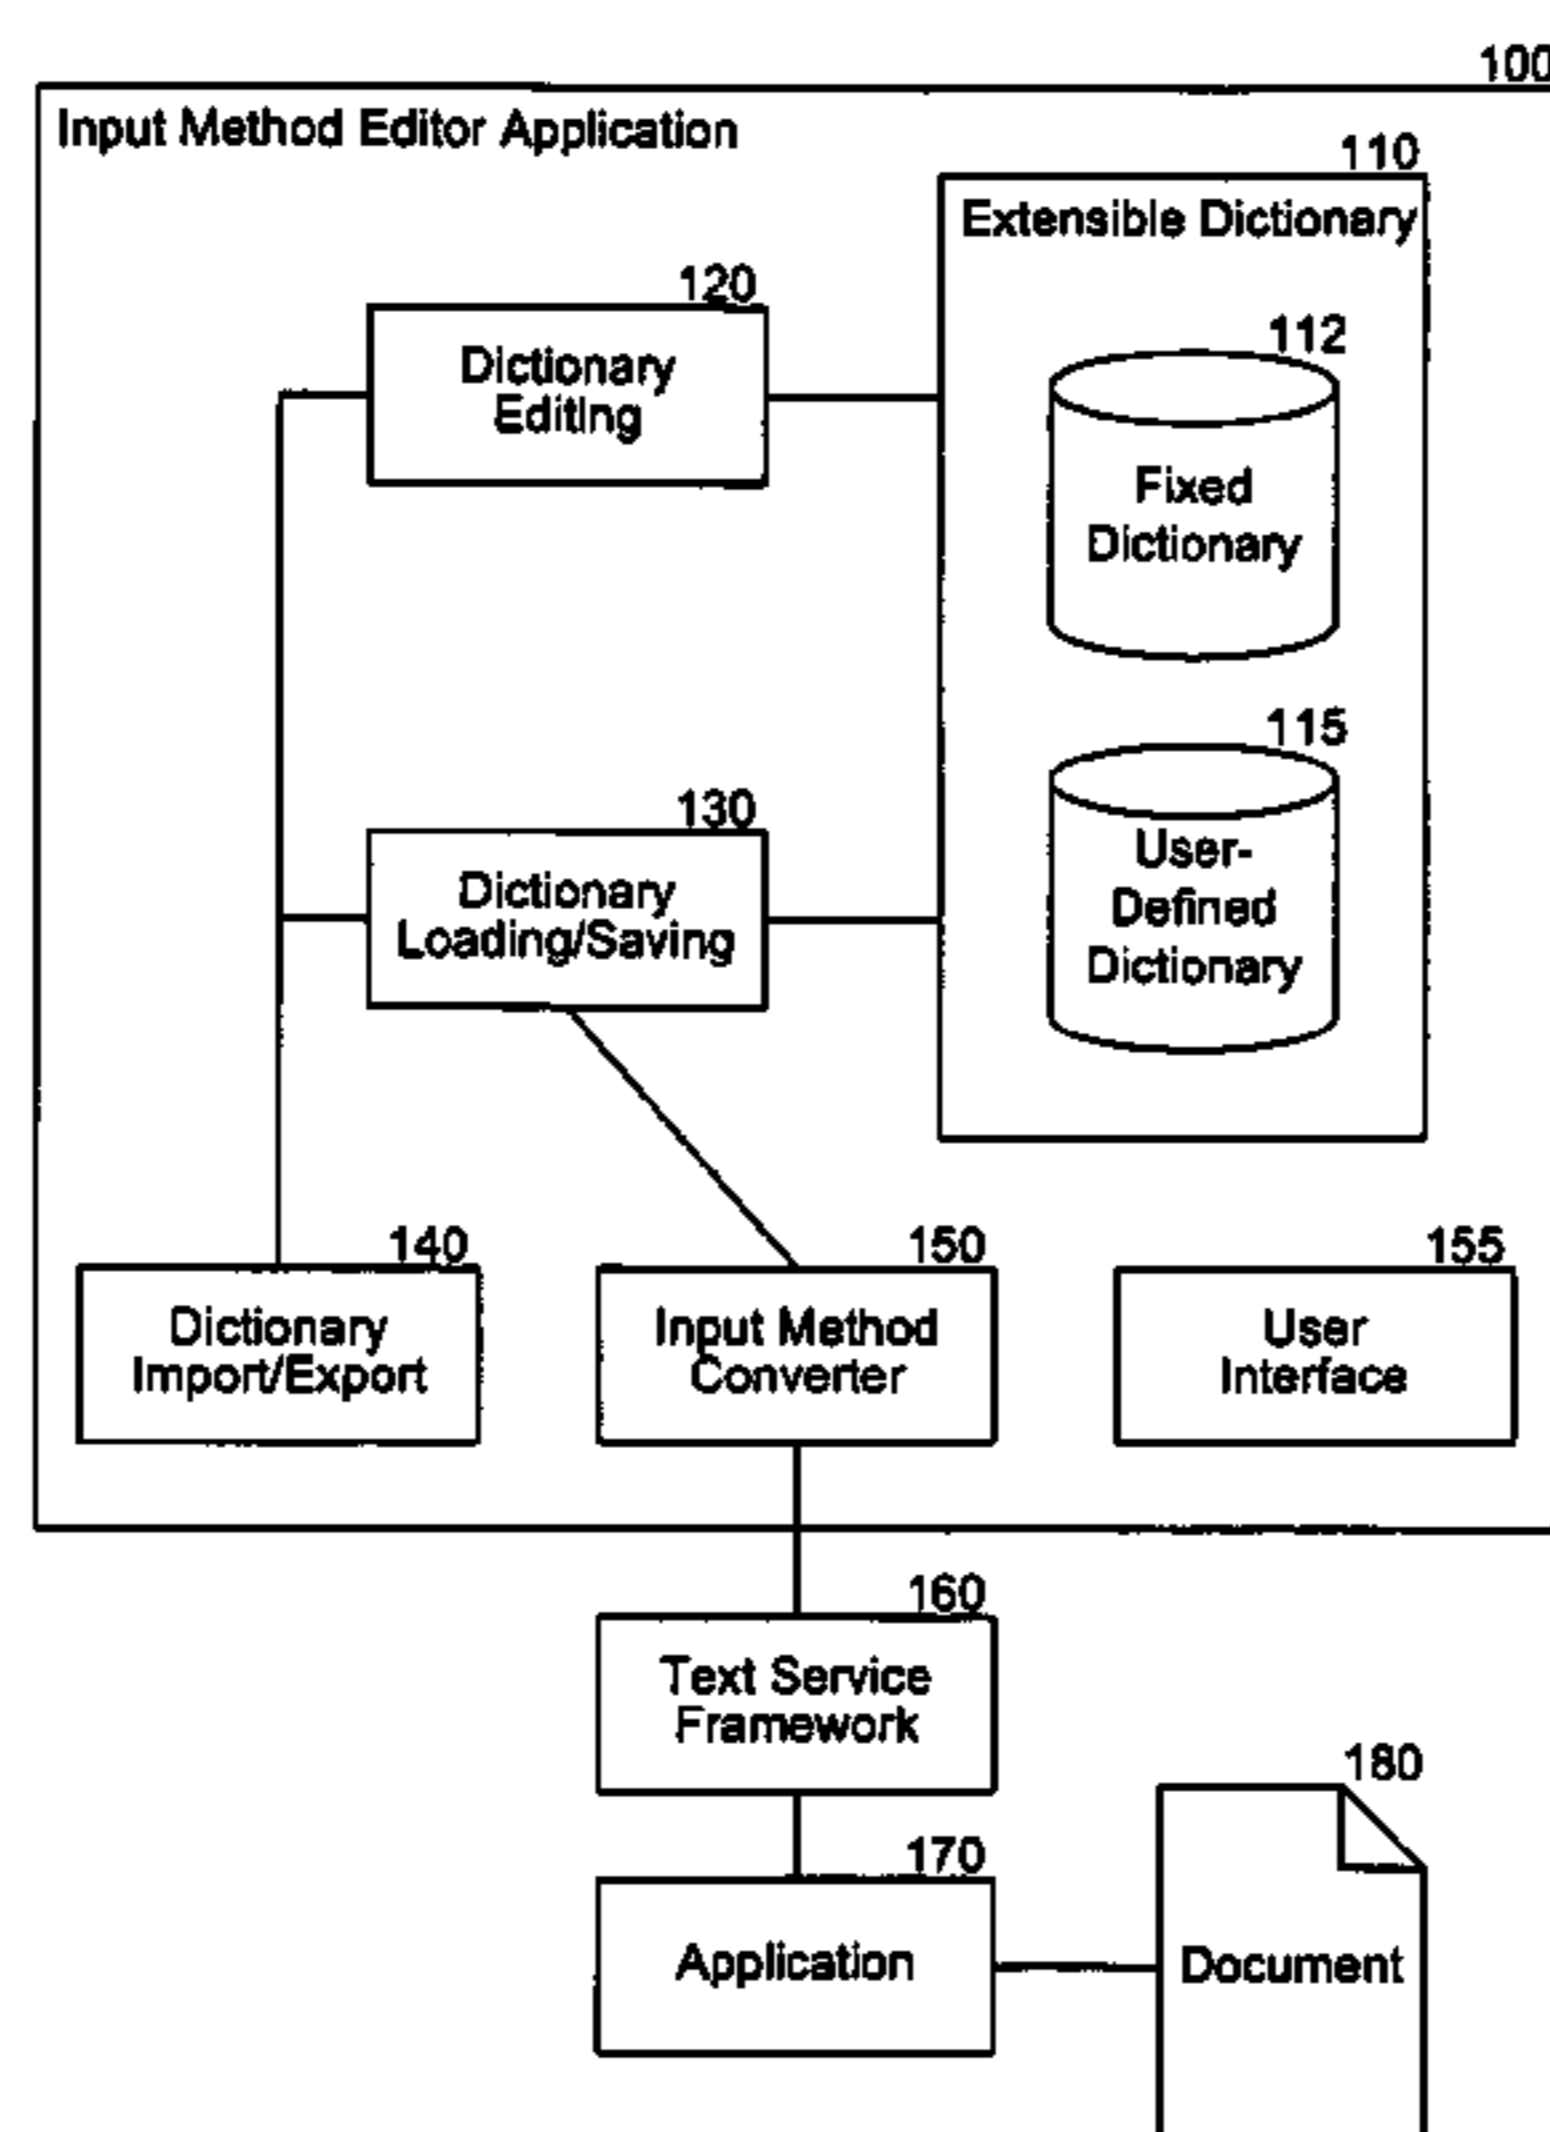 100
Input Method Editor Application
110
Extensible Dictionary
120
Dictionary
Editing
112
Fixed
Dictionary
115
User-
Defined
Dictionary
130
Dictionary
Loading/Saving
140
Dictionary
Import/Export
150
Input Method
Converter
155
User
Interface
160
Text Service
Framework
170
Application
180
Document